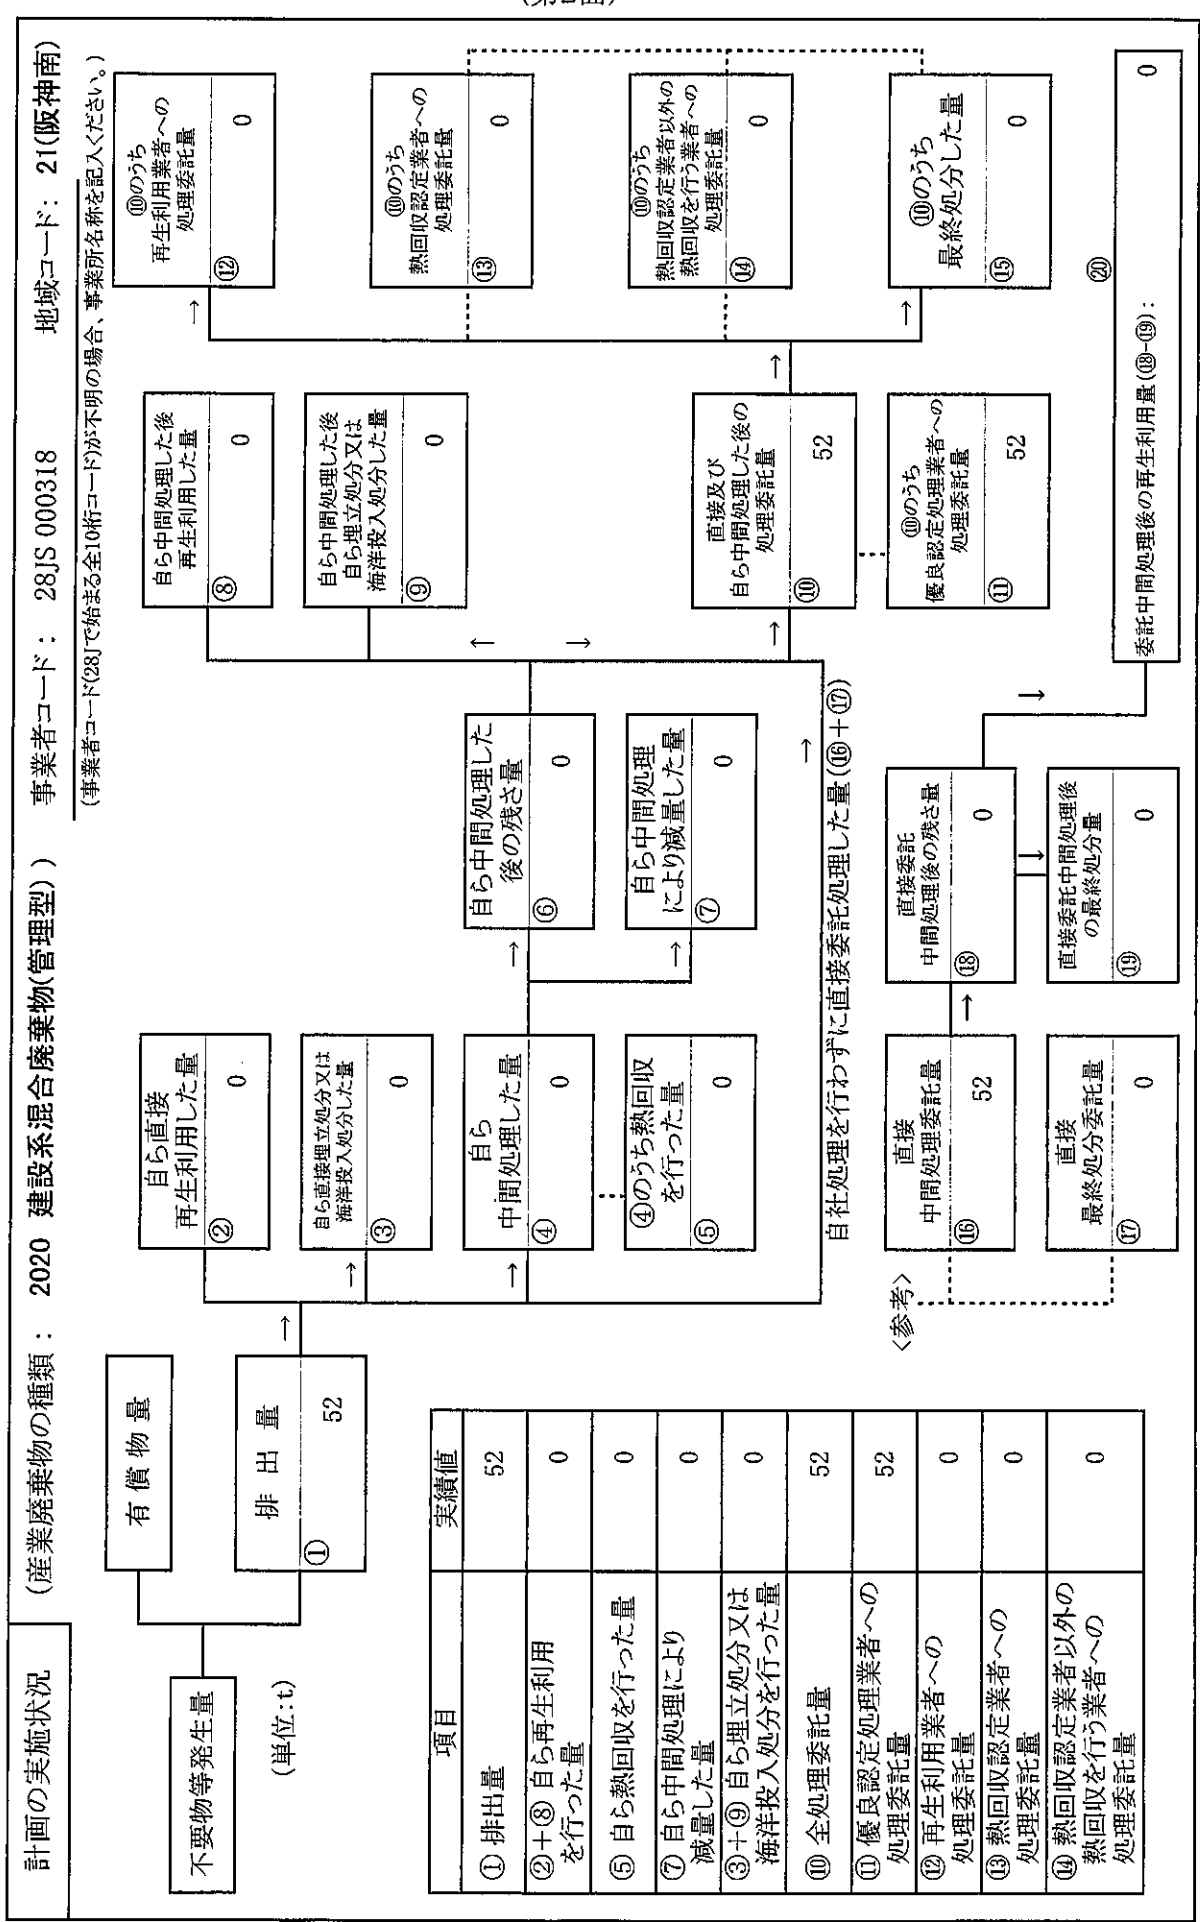 (第2面)
計画の実施状況
(産業廃棄物の種類： 2020 建設系混合廃棄物(管理型) )
事業者コード： 28JS 000318
地域コード： 21(阪神南)
(事業者コード(28Jで始まる全10桁コード)が不明の場合、事業所名称を記入ください。)
不要物等発生量
(単位:t)
有 償 物 量
排 出 量
① 52
自ら直接
再生利用した量
② 0
自ら直接埋立処分又は
海洋投入処分した量
③ 0
自ら
中間処理した量
④ 0
④のうち熱回収
を行った量
⑤ 0
自ら中間処理した
後の残さ量
⑥ 0
自ら中間処理
により減量した量
⑦ 0
自ら中間処理した後
再生利用した量
⑧ 0
自ら中間処理した後
自ら埋立処分又は
海洋投入処分した量
⑨ 0
直接及び
自ら中間処理した後の
処理委託量
⑩ 52
⑩のうち
優良認定処理業者への
処理委託量
⑪ 52
⑩のうち
再生利用業者への
処理委託量
⑫ 0
⑩のうち
熱回収認定業者への
処理委託量
⑬ 0
⑩のうち
熱回収認定業者以外の
熱回収を行う業者への
処理委託量
⑭ 0
⑩のうち
最終処分した量
⑮ 0
自社処理を行わずに直接委託処理した量(⑯+⑰)
<参考>
直接
中間処理委託量
⑯ 52
直接
最終処分委託量
⑰ 0
直接委託
中間処理後の残さ量
⑱ 0
直接委託中間処理後
の最終処分量
⑲ 0
⑳
委託中間処理後の再生利用量(⑱-⑲)： 0
項目 実績値
① 排出量 52
②+⑧ 自ら再生利用
を行った量 0
⑤ 自ら熱回収を行った量 0
⑦ 自ら中間処理により
減量した量 0
③+⑨ 自ら埋立処分又は
海洋投入処分を行った量 0
⑩ 全処理委託量 52
⑪ 優良認定処理業者への
処理委託量 52
⑫ 再生利用業者への
処理委託量 0
⑬ 熱回収認定業者への
処理委託量 0
⑭ 熱回収認定業者以外の
熱回収を行う業者への
処理委託量 0